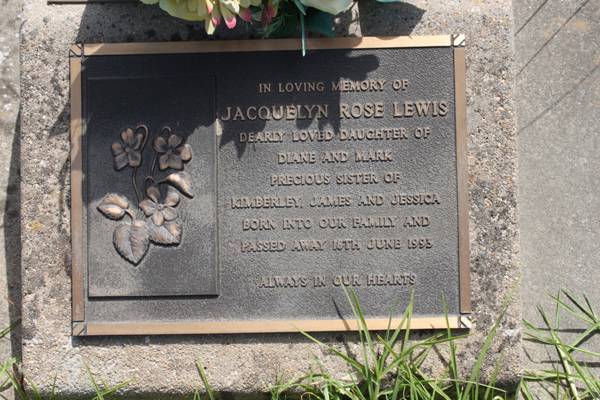 IN LOVING MEMORY OF
JACQUELYN ROSE LEWIS
DEARLY LOVED DAUGHTER OF
DIANE AND MARK
PRECIOUS SISTER OF
KIMBERLEY, JAMES AND JESSICA
BORN INTO OUR FAMILY AND
PASSED AWAY 16TH JUNE 1993
ALWAYS IN OUR HEARTS